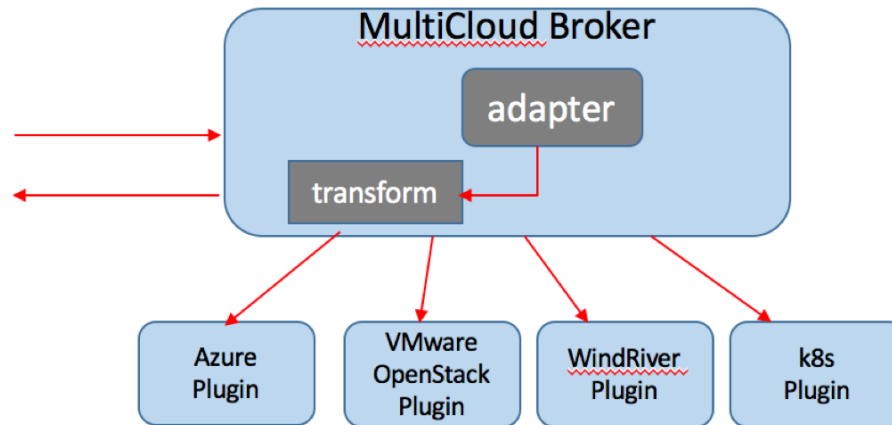 MultiCloud Broker
adapter
transform
Azure
Plugin
VMware
OpenStack
Plugin
WindRiver
Plugin
k8s
Plugin